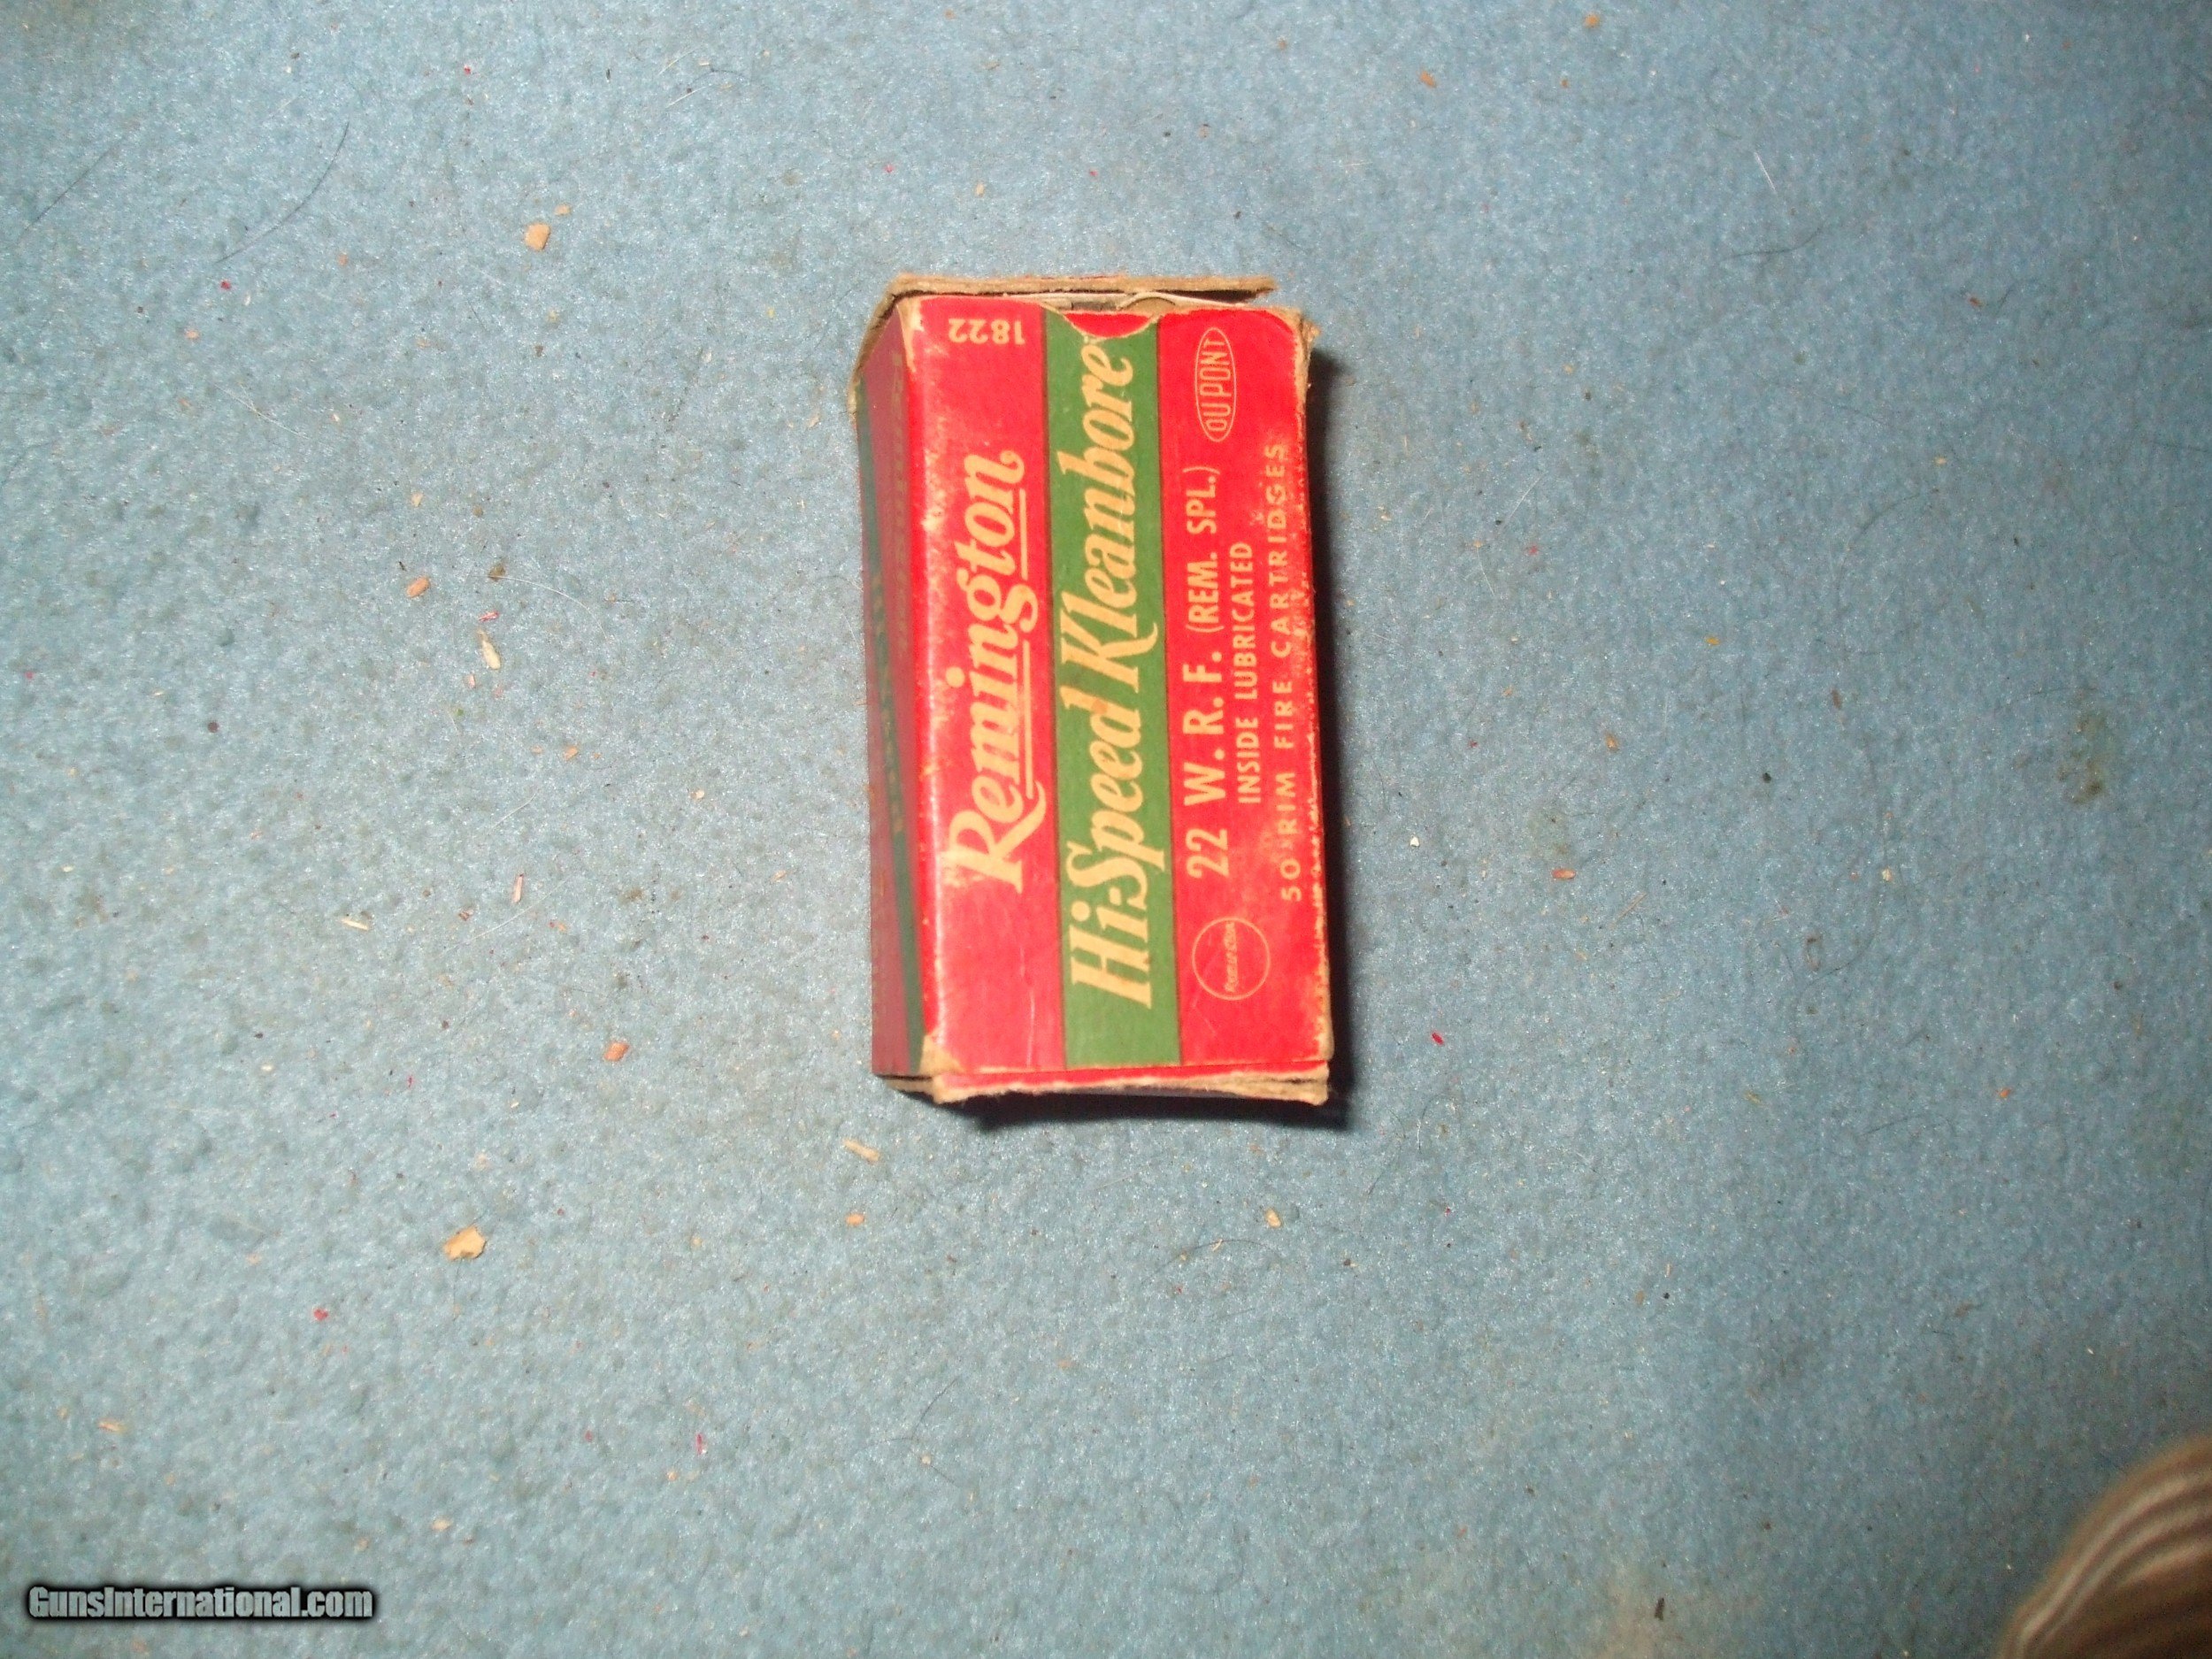 1822
Remington
Hi-Speed Kleanbore
22 W. R. F. (REM. SPL.)
DUPONT
INSIDE LUBRICATED
50 RIM FIRE CARTRIDGES
GunsInternational.com